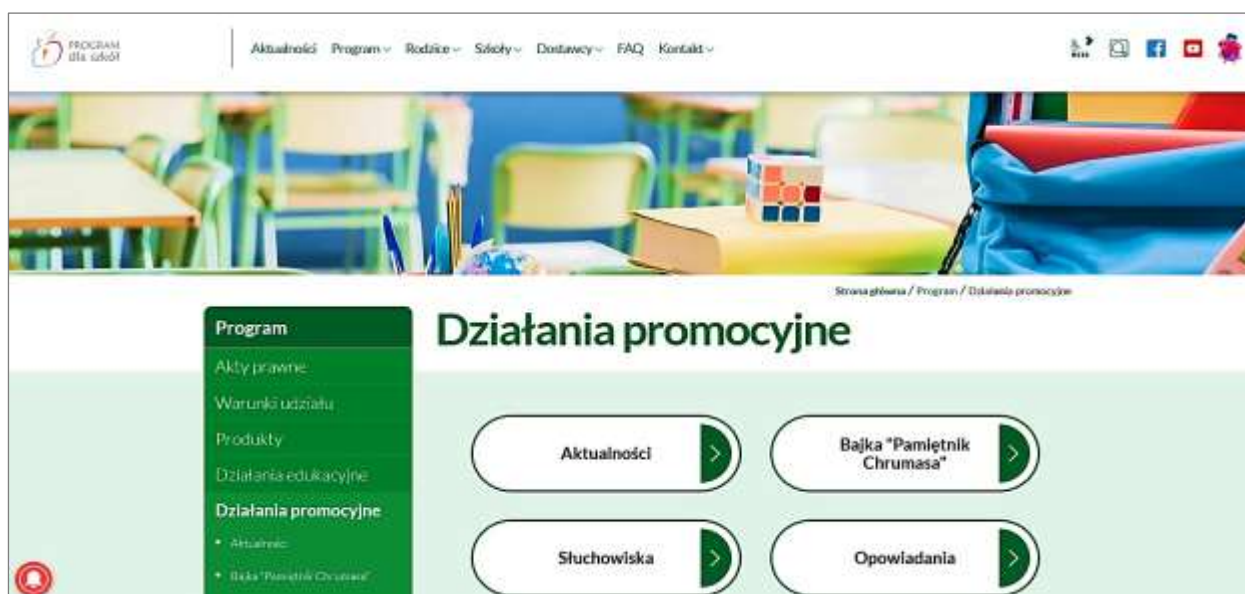 PROGRAM
dla szkół
Aktualności Program Rodzice Szkoły Dostawcy FAQ Kontakt
Strona główna / Program / Działania promocyjne
Program
Działania promocyjne
Akty prawne
Warunki udziału
Produkty
Działania edukacyjne
Działania promocyjne
• Aktualności
• Bajka "Pamiętnik Chrumasa"
Aktualności
Bajka "Pamiętnik
Chrumasa"
Słuchowiska
Opowiadania